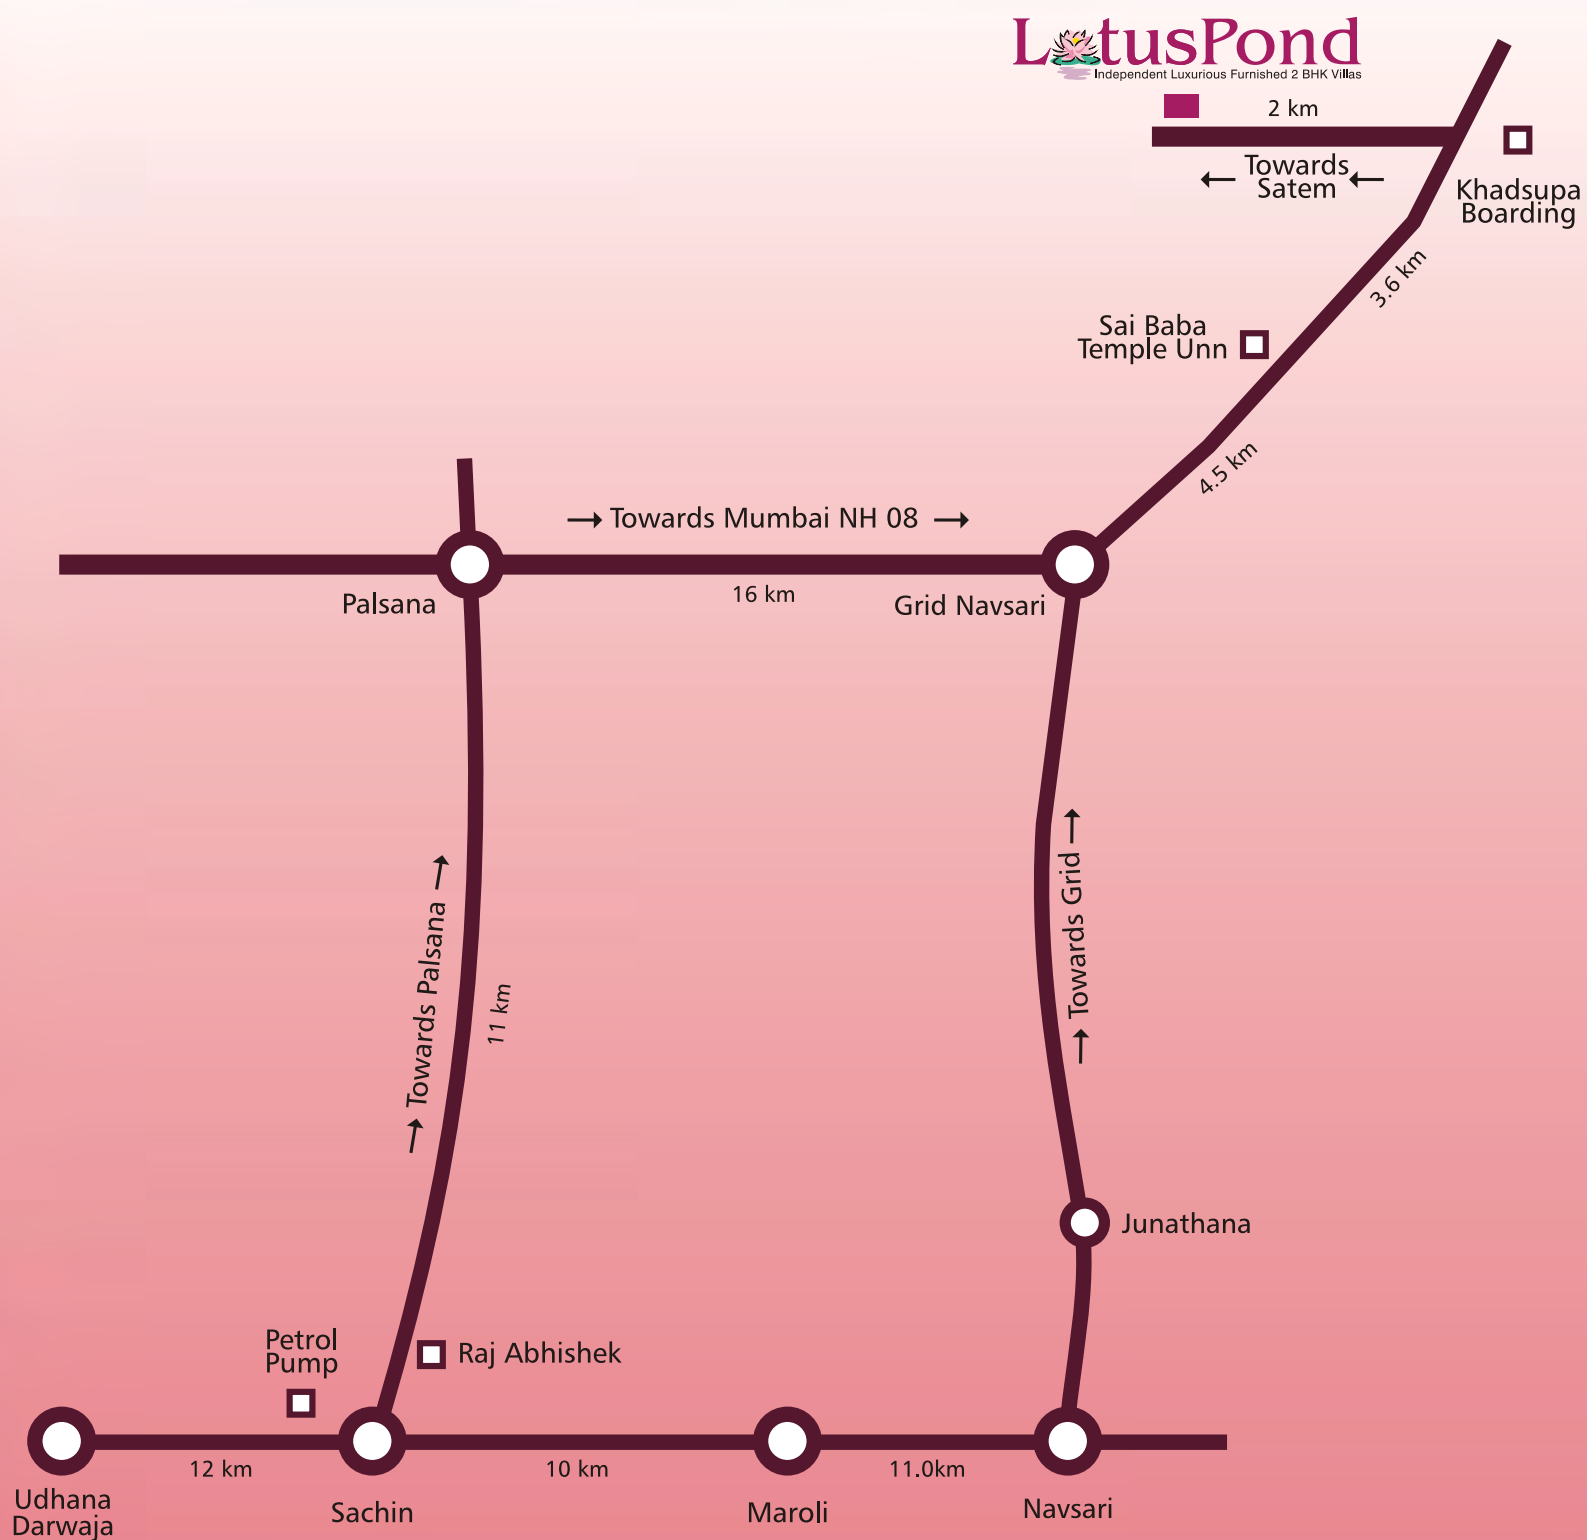 LotusPond
Independent Luxurious Furnished 2 BHK Villas
2 km
Towards
Satem
Khadsupa
Boarding
3.6 km
Sai Baba
Temple Unn
4.5 km
Towards Mumbai NH 08
Palsana
16 km
Grid Navsari
Towards Palsana
11 km
Towards Grid
Junathana
Petrol
Pump
Raj Abhishek
12 km
10 km
11.0km
Udhana
Darwaja
Sachin
Maroli
Navsari